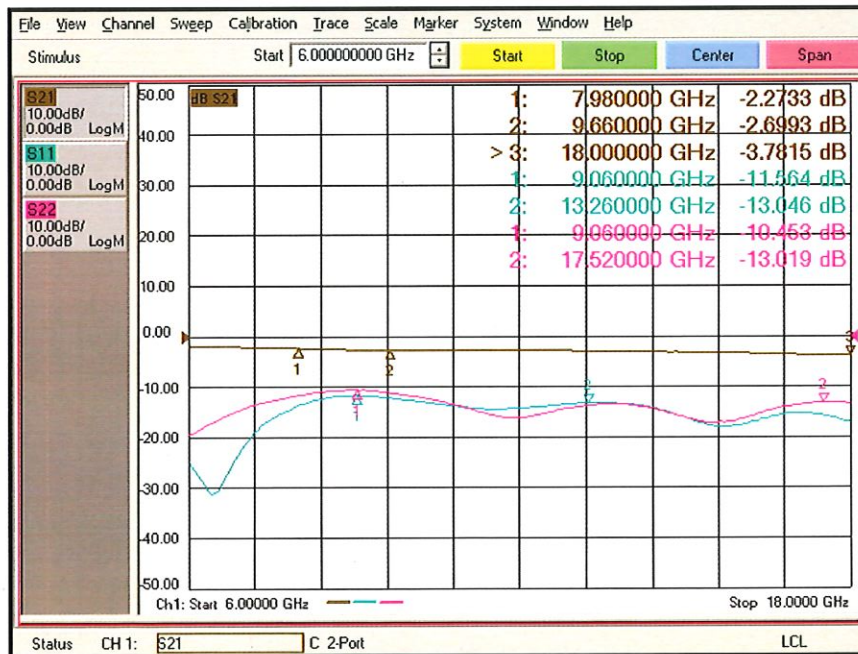 File View Channel Sweep Calibration Trace Scale Marker System Window Help
Stimulus Start 6.000000000 GHz Start Stop Center Span
S21
10.00dB/
0.00dB LogM
S11
10.00dB/
0.00dB LogM
S22
10.00dB/
0.00dB LogM
50.00
40.00
30.00
20.00
10.00
0.00
-10.00
-20.00
-30.00
-40.00
-50.00
dB S21
1: 7.980000 GHz -2.2733 dB
2: 9.660000 GHz -2.6993 dB
> 3: 18.000000 GHz -3.7815 dB
1: 9.060000 GHz -11.564 dB
2: 13.260000 GHz -13.046 dB
1: 9.060000 GHz -10.453 dB
2: 17.520000 GHz -13.019 dB
3
1 2
2 2
1
Ch1: Start 6.00000 GHz Stop 18.0000 GHz
Status CH 1: S21 C 2-Port LCL